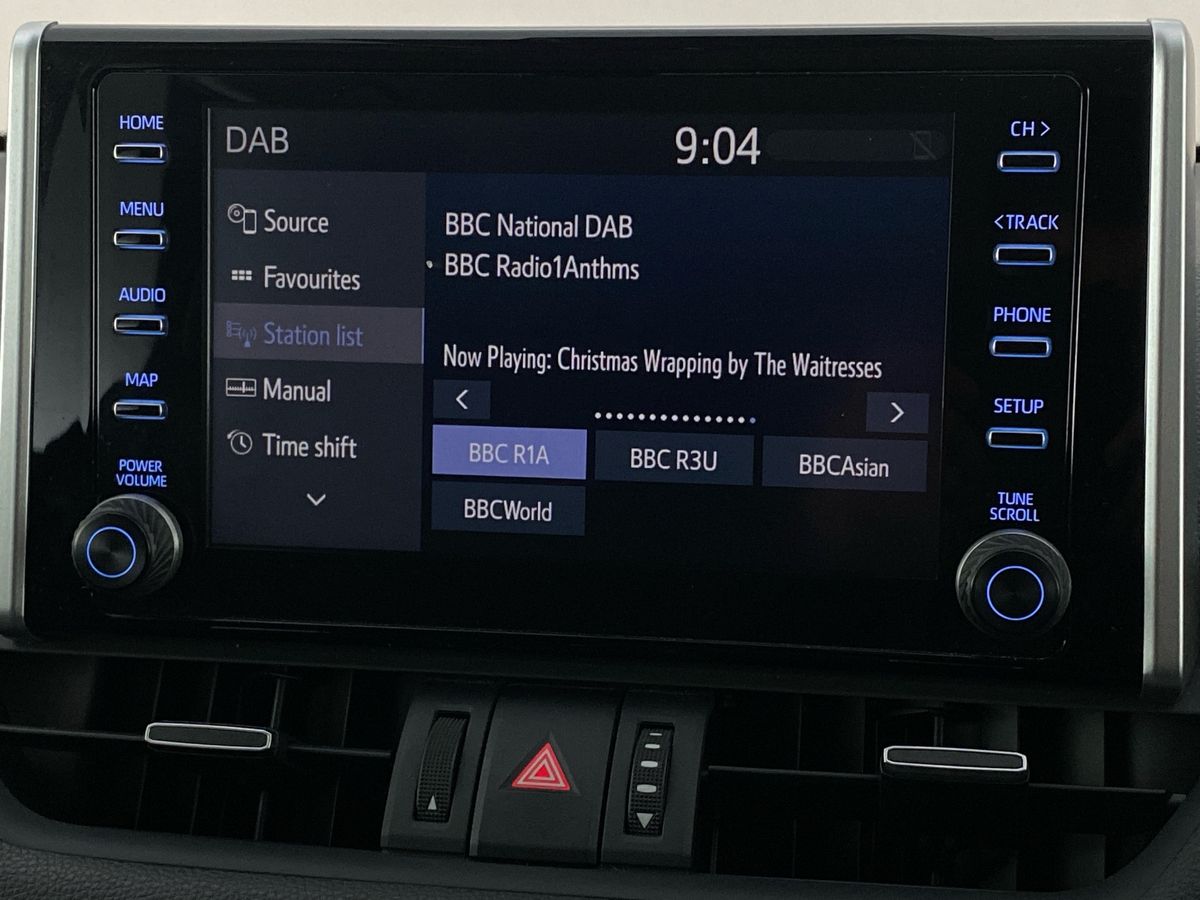 HOME
MENU
AUDIO
MAP
POWER
VOLUME
DAB
9:04
Source
Favourites
Station list
Manual
Time shift
BBC National DAB
BBC Radio1Anthms
Now Playing: Christmas Wrapping by The Waitresses
< >
BBC R1A BBC R3U BBCAsian
BBCWorld
CH >
<TRACK
PHONE
SETUP
TUNE
SCROLL